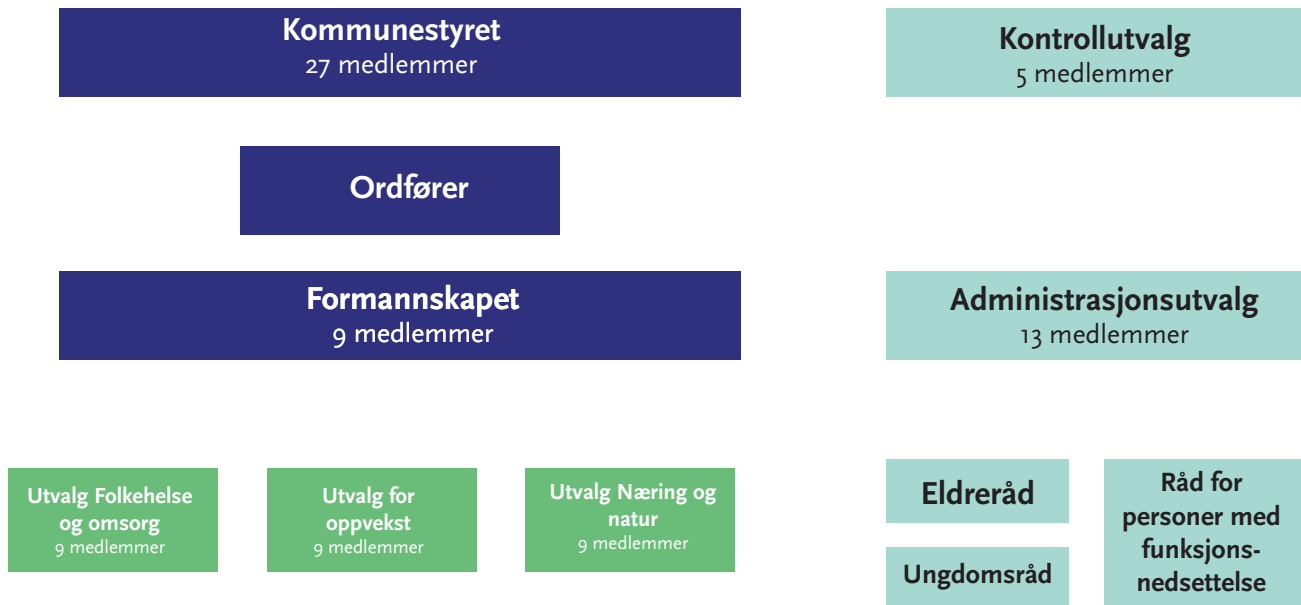 Kommunestyret
27 medlemmer
Kontrollutvalg
5 medlemmer
Ordfører
Formannskapet
9 medlemmer
Administrasjonsutvalg
13 medlemmer
Utvalg Folkehelse
og omsorg
9 medlemmer
Utvalg for
oppvekst
9 medlemmer
Utvalg Næring og
natur
9 medlemmer
Eldreråd
Ungdomsråd
Råd for
personer med
funksjons-
nedsettelse